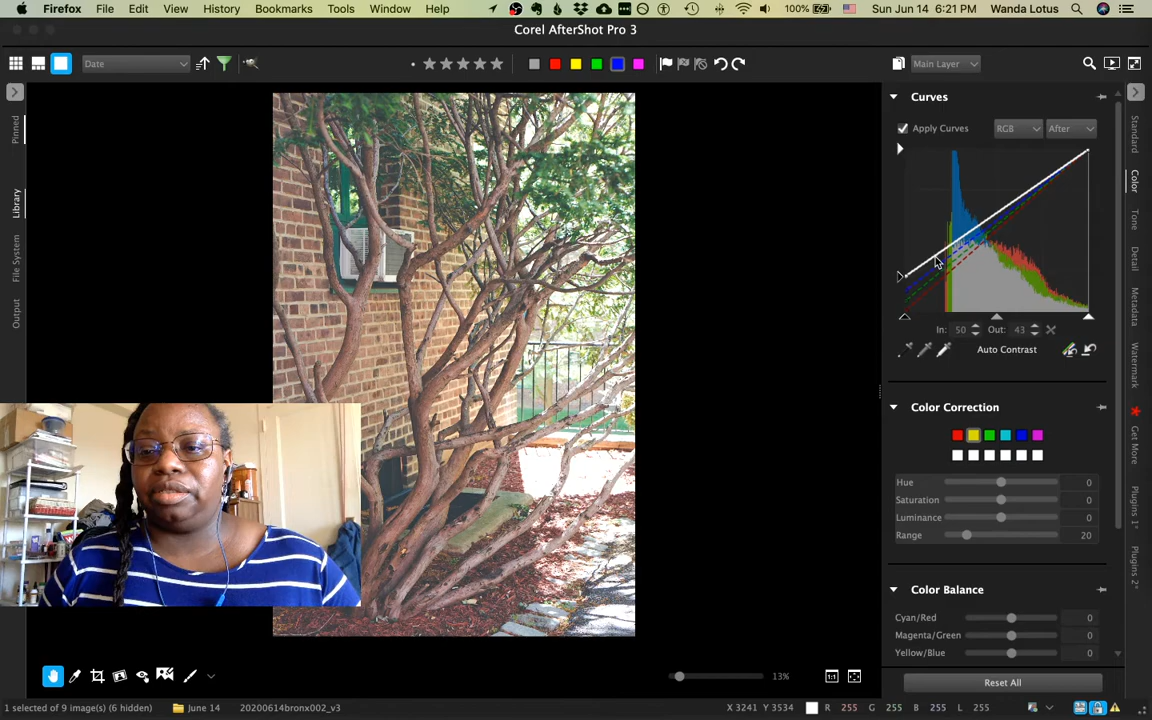 Firefox File Edit View History Bookmarks Tools Window Help 100% Sun Jun 14 6:21 PM Wanda Lotus
Corel AfterShot Pro 3
Date
Main Layer
Pinned
Library
File System
Output
Curves
Apply Curves RGB After
In: 50 Out: 43
Auto Contrast
Color Correction
Hue 0
Saturation 0
Luminance 0
Range 20
Color Balance
Cyan/Red 0
Magenta/Green 0
Yellow/Blue 0
Reset All
Standard
Color
Tone
Detail
Metadata
Watermark
Get More
Plugins 1*
Plugins 2*
1:1
13%
1 selected of 9 image(s) (6 hidden) June 14 20200614bronx002_v3 X 3241 Y 3534 R 255 G 255 B 255 L 255